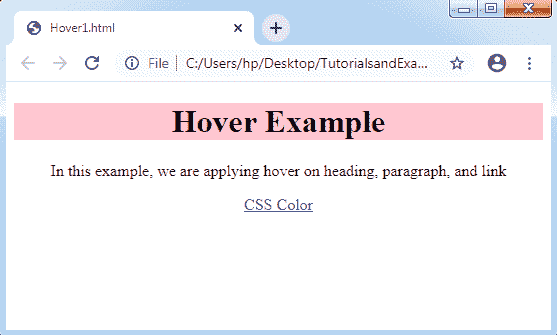 Hover1.html
File
C:/Users/hp/Desktop/TutorialsandExa...
Hover Example
In this example, we are applying hover on heading, paragraph, and link
CSS Color